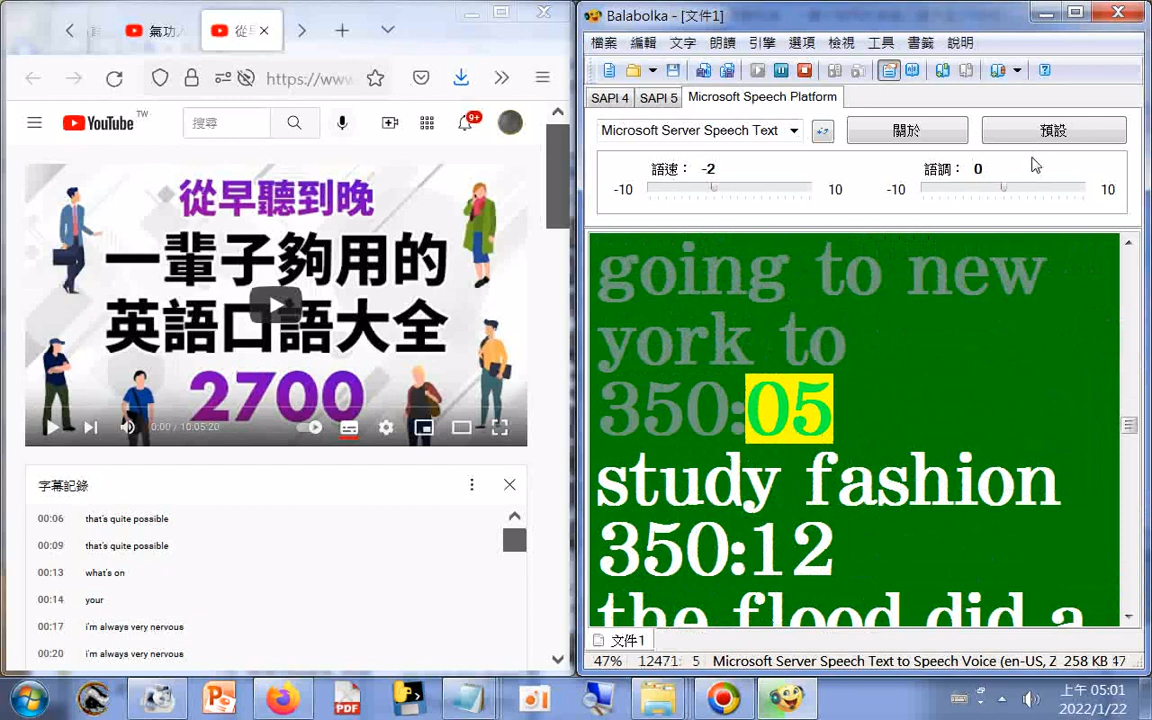 氣功
從
https://www
YouTube TW
搜尋
9+
從早聽到晚
一輩子夠用的
英語口語大全
2700
0:00 / 10:05:20
字幕記錄
00:06 that's quite possible
00:09 that's quite possible
00:13 what's on
00:14 your
00:17 i'm always very nervous
00:20 i'm always very nervous
Balabolka - [文件1]
檔案 編輯 文字 朗讀 引擎 選項 檢視 工具 書籤 說明
SAPI 4 SAPI 5 Microsoft Speech Platform
Microsoft Server Speech Text 關於 預設
語速： -2 語調： 0
-10 10 -10 10
going to new
york to
350:05
study fashion
350:12
the flood did a
文件1
47% 12471: 5 Microsoft Server Speech Text to Speech Voice (en-US, Z 258 KB 47
PDF
上午 05:01
2022/1/22